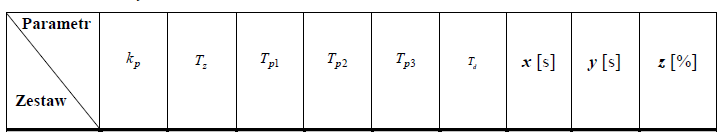 Parametr
k_p T_z T_p1 T_p2 T_p3 T_d x [s] y [s] z [%]
Zestaw